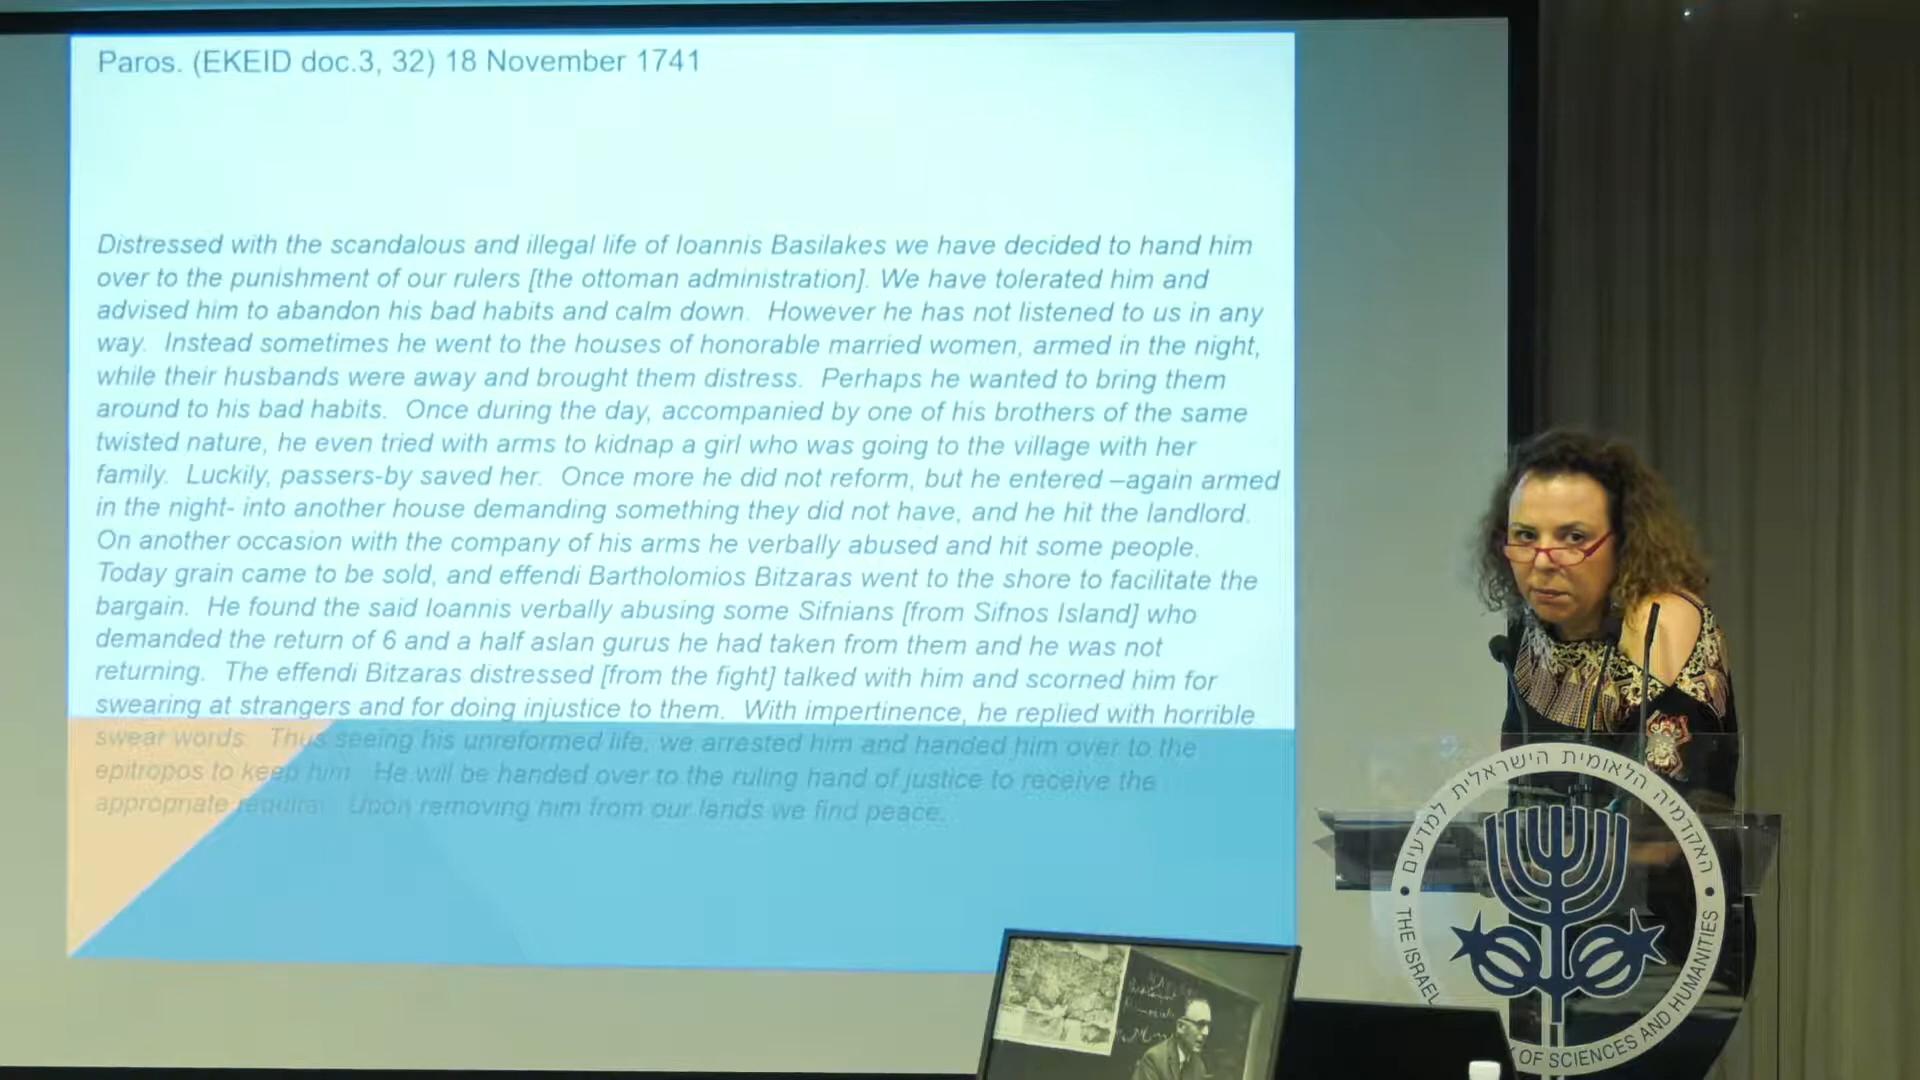 Paros. (EKEID doc.3, 32) 18 November 1741
Distressed with the scandalous and illegal life of Ioannis Basilakes we have decided to hand him
over to the punishment of our rulers [the ottoman administration]. We have tolerated him and
advised him to abandon his bad habits and calm down. However he has not listened to us in any
way. Instead sometimes he went to the houses of honorable married women, armed in the night,
while their husbands were away and brought them distress. Perhaps he wanted to bring them
around to his bad habits. Once during the day, accompanied by one of his brothers of the same
twisted nature, he even tried with arms to kidnap a girl who was going to the village with her
family. Luckily, passers-by saved her. Once more he did not reform, but he entered –again armed
in the night- into another house demanding something they did not have, and he hit the landlord.
On another occasion with the company of his arms he verbally abused and hit some people.
Today grain came to be sold, and effendi Bartholomios Bitzaras went to the shore to facilitate the
bargain. He found the said Ioannis verbally abusing some Sifnians [from Sifnos Island] who
demanded the return of 6 and a half aslan gurus he had taken from them and he was not
returning. The effendi Bitzaras distressed [from the fight] talked with him and scorned him for
swearing at strangers and for doing injustice to them. With impertinence, he replied with horrible
swear words. Thus seeing his unreformed life, we arrested him and handed him over to the
epitropos to keep him. He will be handed over to the ruling hand of justice to receive the
appropriate Upon removing him from our lands we find peace.
האקדמיה הלאומית הישראלית למדעים
THE ISRAEL OF SCIENCES AND HUMANITIES